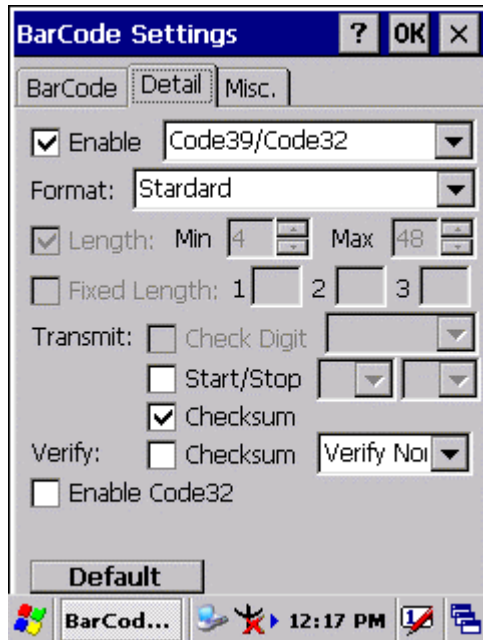 BarCode Settings ? OK ×
BarCode Detail Misc.
Enable Code39/Code32
Format: Stardard
Length: Min 4 Max 48
Fixed Length: 1 2 3
Transmit: Check Digit
Start/Stop
Checksum
Verify: Checksum Verify Nor
Enable Code32
Default
BarCod... 12:17 PM